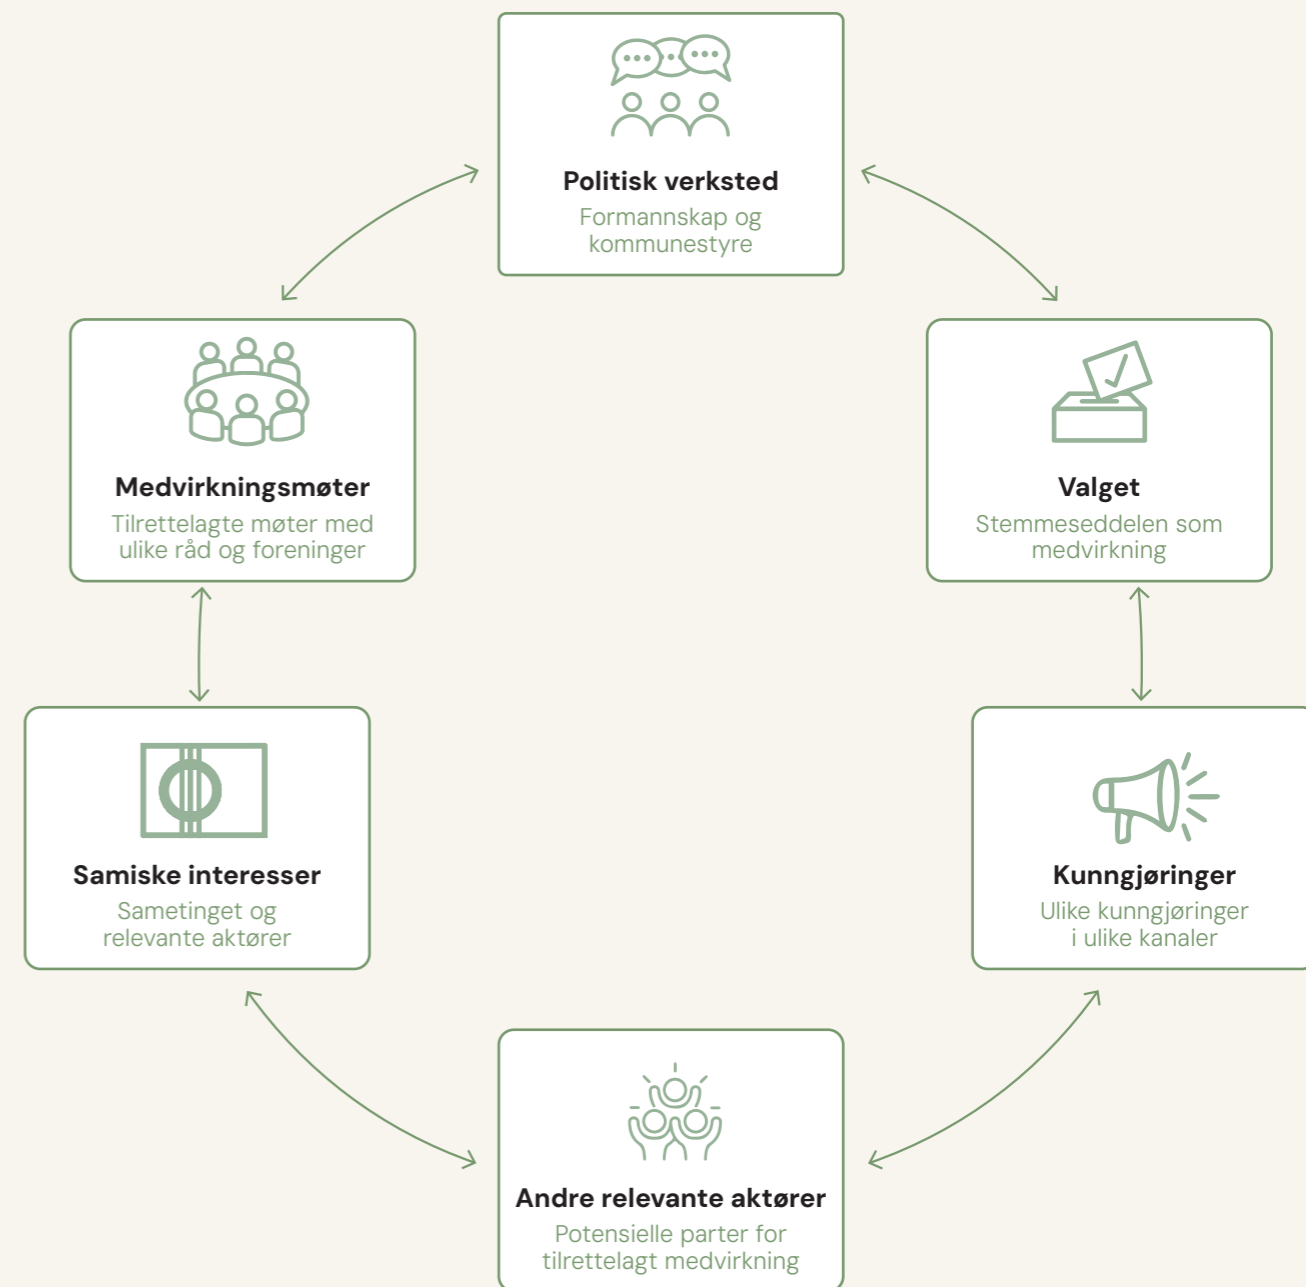 Politisk verksted
Formannskap og
kommunestyre
Medvirkningsmøter
Tilrettelagte møter med
ulike råd og foreninger
Valget
Stemmeseddelen som
medvirkning
Samiske interesser
Sametinget og
relevante aktører
Kunngjøringer
Ulike kunngjøringer
i ulike kanaler
Andre relevante aktører
Potensielle parter for
tilrettelagt medvirkning